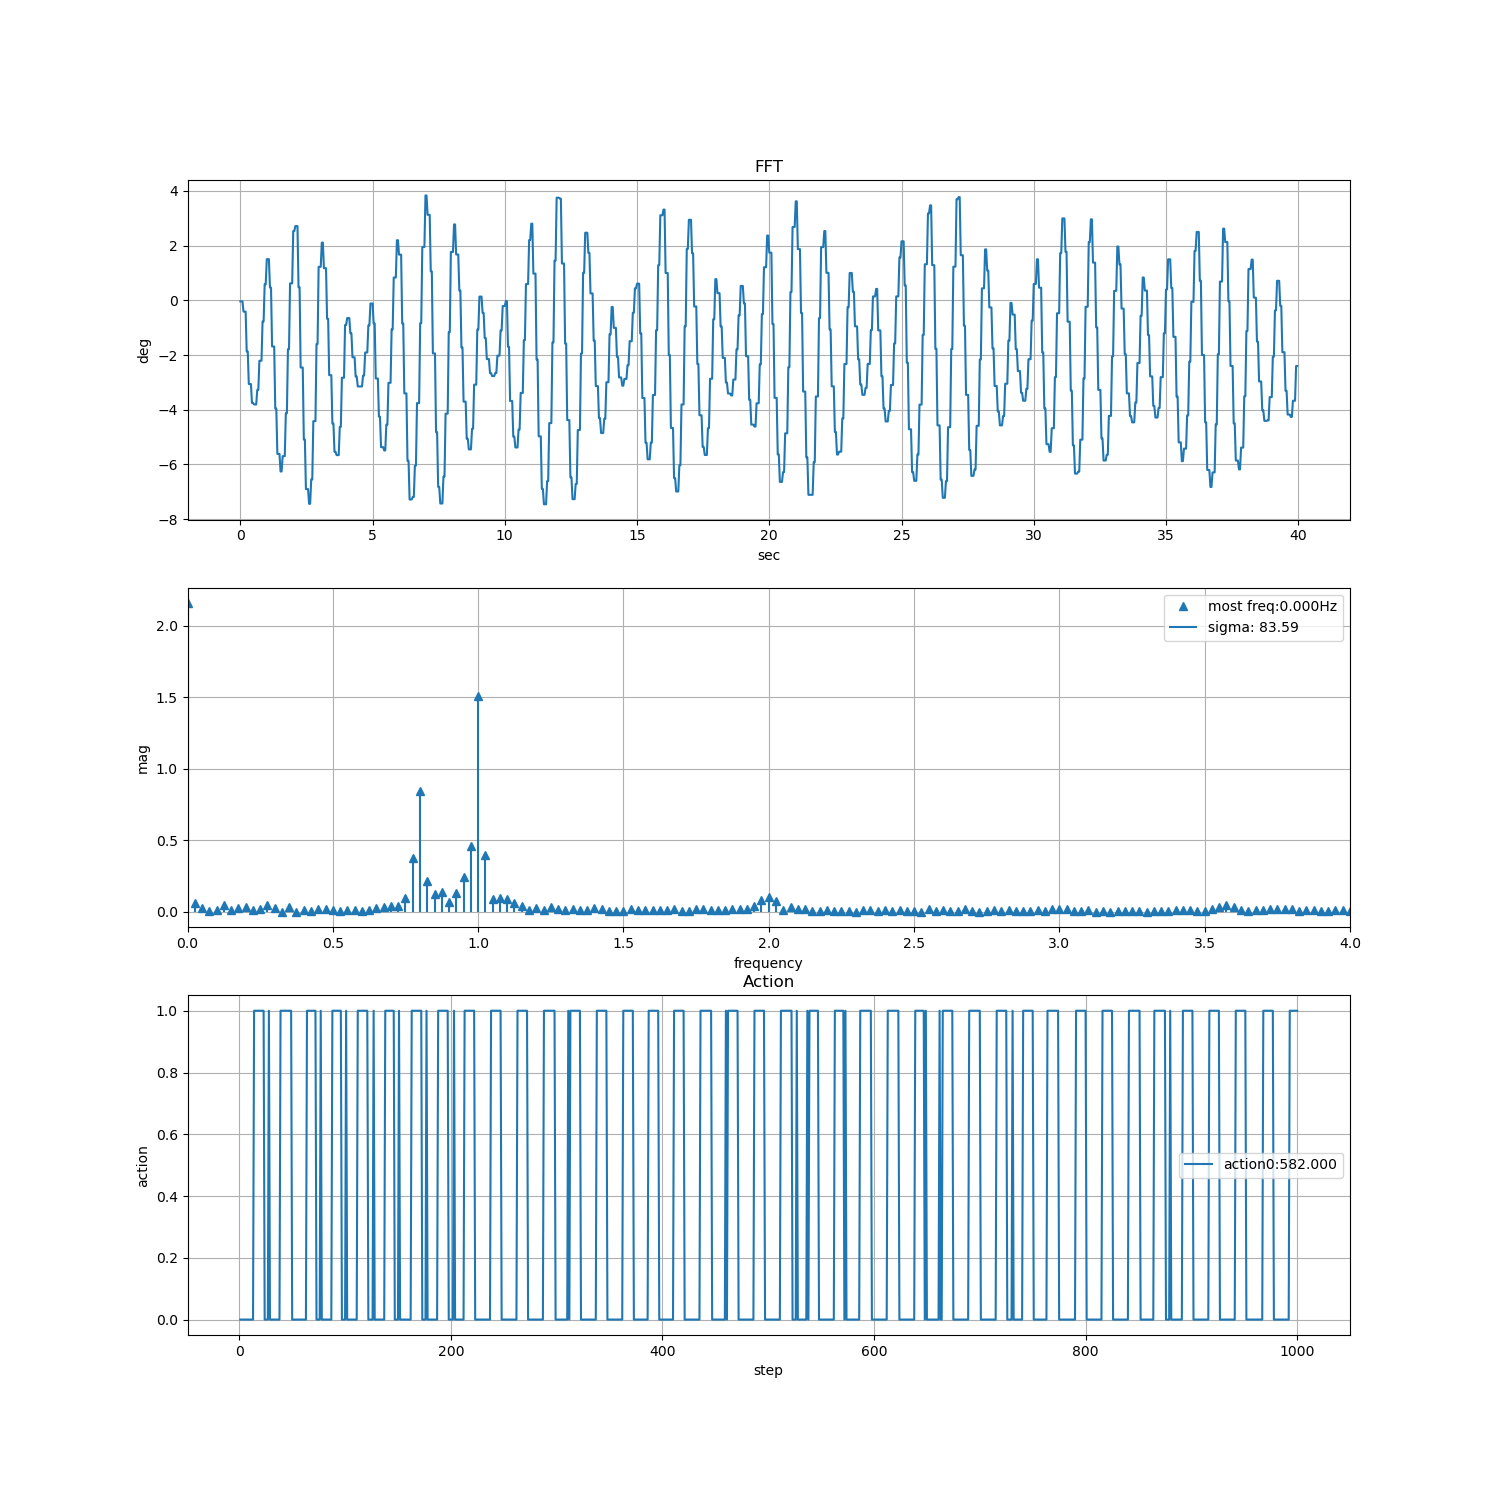 FFT
4
2
0
−2
−4
−6
−8
deg
0 5 10 15 20 25 30 35 40
sec
most freq:0.000Hz
sigma: 83.59
2.0
1.5
1.0
0.5
0.0
mag
0.0 0.5 1.0 1.5 2.0 2.5 3.0 3.5 4.0
frequency
Action
1.0
0.8
0.6
0.4
0.2
0.0
action
action0:582.000
0 200 400 600 800 1000
step